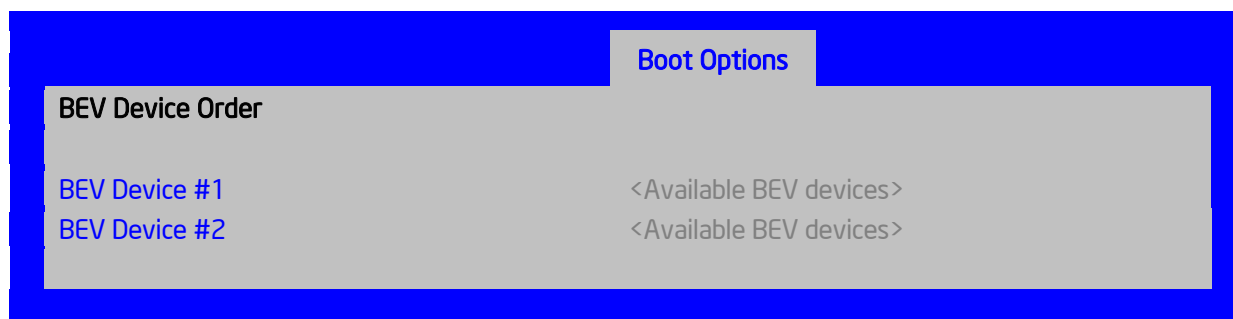 Boot Options
BEV Device Order
BEV Device #1 <Available BEV devices>
BEV Device #2 <Available BEV devices>